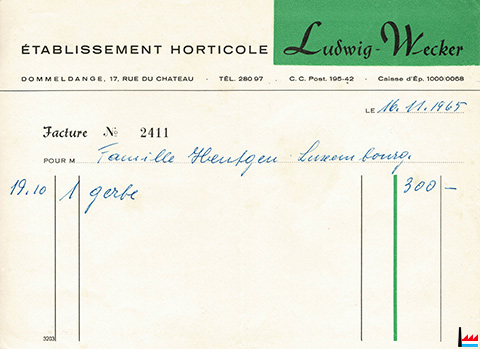 ÉTABLISSEMENT HORTICOLE Ludwig-Wecker
DOMMELDANGE, 17, RUE DU CHATEAU · TÉL. 280 97 · C. C. Post. 195-42 · Caisse d'Ép. 1000 0068
LE 16.11.1965
Facture № 2411
POUR M Famille Hentgen-Luxembourg.
19.10 1 gerbe 300 —
3203